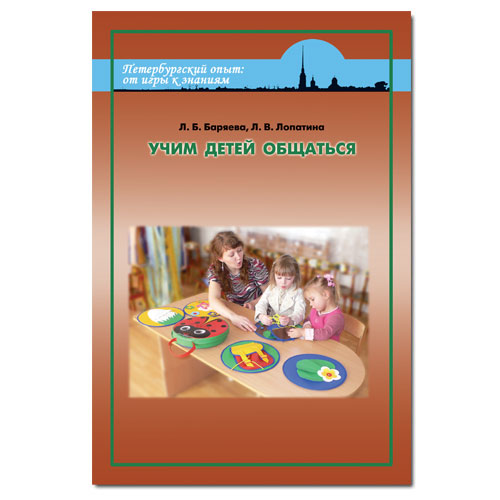 Петербургский опыт:
от игры к знаниям
Л. Б. Баряева, Л. В. Лопатина
УЧИМ ДЕТЕЙ ОБЩАТЬСЯ